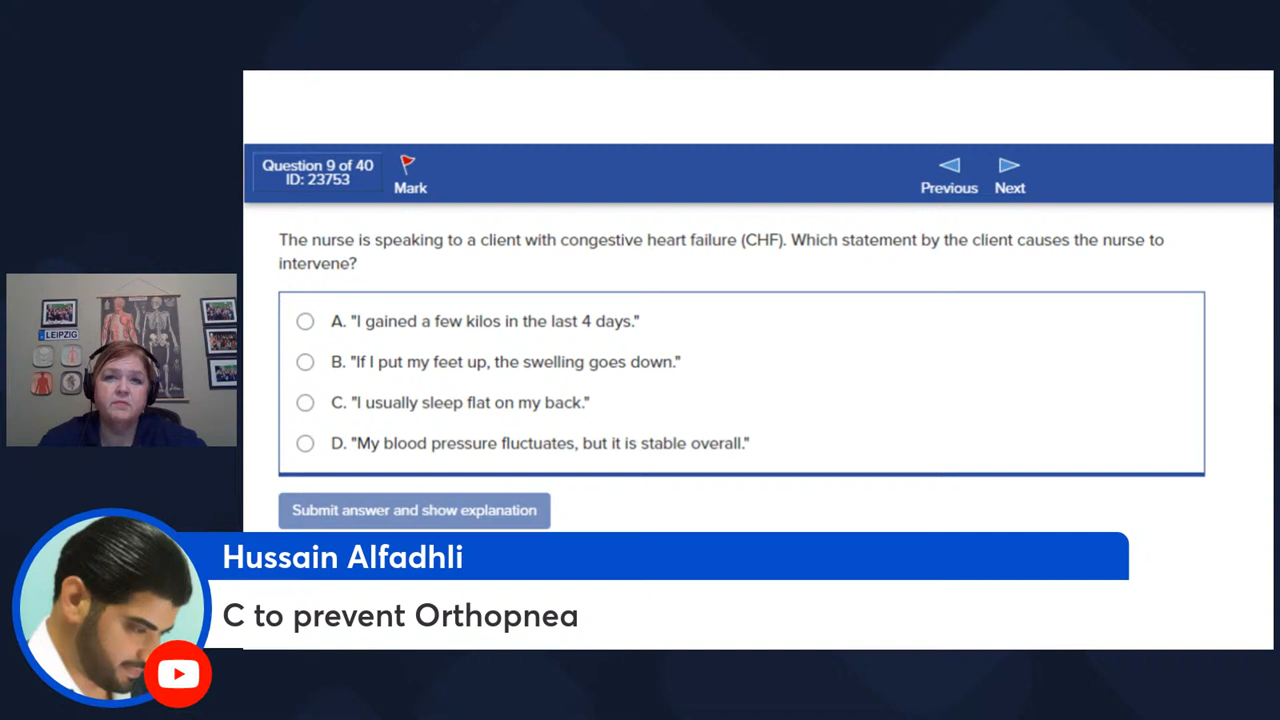 Question 9 of 40
ID: 23753
Mark
Previous
Next
The nurse is speaking to a client with congestive heart failure (CHF). Which statement by the client causes the nurse to
intervene?
A. "I gained a few kilos in the last 4 days."
B. "If I put my feet up, the swelling goes down."
C. "I usually sleep flat on my back."
D. "My blood pressure fluctuates, but it is stable overall."
Submit answer and show explanation
LEIPZIG
Hussain Alfadhli
C to prevent Orthopnea